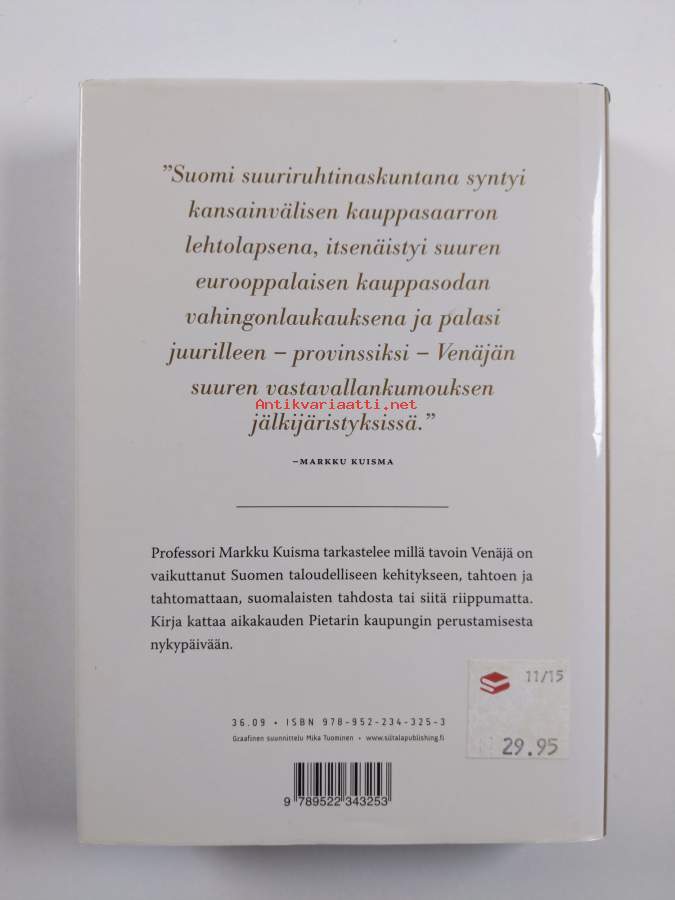 ”Suomi suuriruhtinaskuntana syntyi
kansainvälisen kauppasaarron
lehtolapsena, itsenäistyi suuren
eurooppalaisen kauppasodan
vahingonlaukauksena ja palasi
juurilleen – provinssiksi – Venäjän
suuren vastavallankumouksen
Antikvariaatti.net
jälkijäristyksissä.”
–MARKKU KUISMA
Professori Markku Kuisma tarkastelee millä tavoin Venäjä on
vaikuttanut Suomen taloudelliseen kehitykseen, tahtoen ja
tahtomattaan, suomalaisten tahdosta tai siitä riippumatta.
Kirja kattaa aikakauden Pietarin kaupungin perustamisesta
nykypäivään.
11/15
29.95
36.09 • ISBN 978-952-234-325-3
Graafinen suunnittelu Mika Tuominen • www.siltalapublishing.fi
9 789522 343253